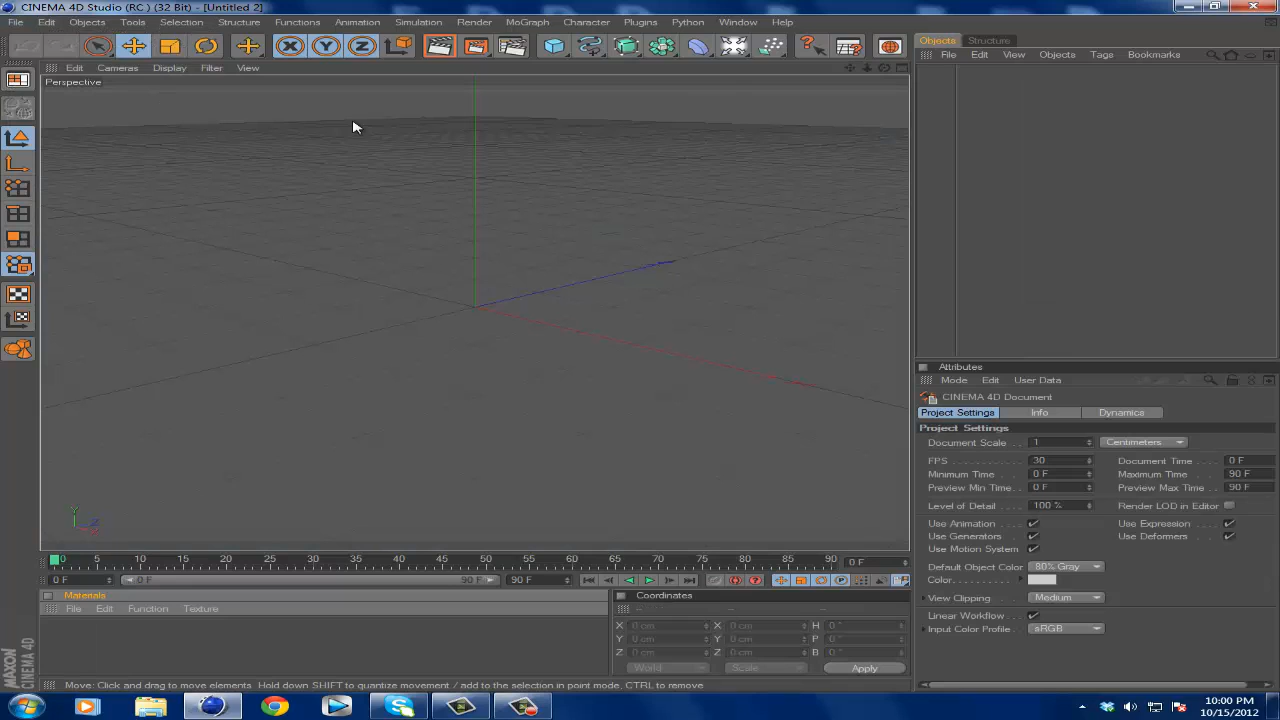 CINEMA 4D Studio (RC ) (32 Bit) - [Untitled 2]
File Edit Objects Tools Selection Structure Functions Animation Simulation Render MoGraph Character Plugins Python Window Help
X Y Z
Objects Structure
File Edit View Objects Tags Bookmarks
Edit Cameras Display Filter View
Perspective
Y
Z
X
Attributes
Mode Edit User Data
CINEMA 4D Document
Project Settings Info Dynamics
Project Settings
Document Scale . . 1 Centimeters
FPS . . . . . . . . . . . 30 Document Time . . 0 F
Minimum Time . . 0 F Maximum Time . . 90 F
Preview Min Time . . 0 F Preview Max Time . . 90 F
Level of Detail . . . 100 % Render LOD in Editor
Use Animation . . . Use Expression . . .
Use Generators . . Use Deformers . . .
Use Motion System
Default Object Color 80% Gray
Color. . . . . . . . . .
View Clipping . . . Medium
Linear Workflow . .
Input Color Profile . sRGB
0 5 10 15 20 25 30 35 40 45 50 55 60 65 70 75 80 85 90 0 F
0 F 0 F 90 F 90 F
Materials
File Edit Function Texture
Coordinates
-- -- --
X 0 cm X 0 cm H 0 °
Y 0 cm Y 0 cm P 0 °
Z 0 cm Z 0 cm B 0 °
World Scale Apply
MAXON
CINEMA 4D
Move: Click and drag to move elements. Hold down SHIFT to quantize movement / add to the selection in point mode, CTRL to remove
10:00 PM
10/15/2012